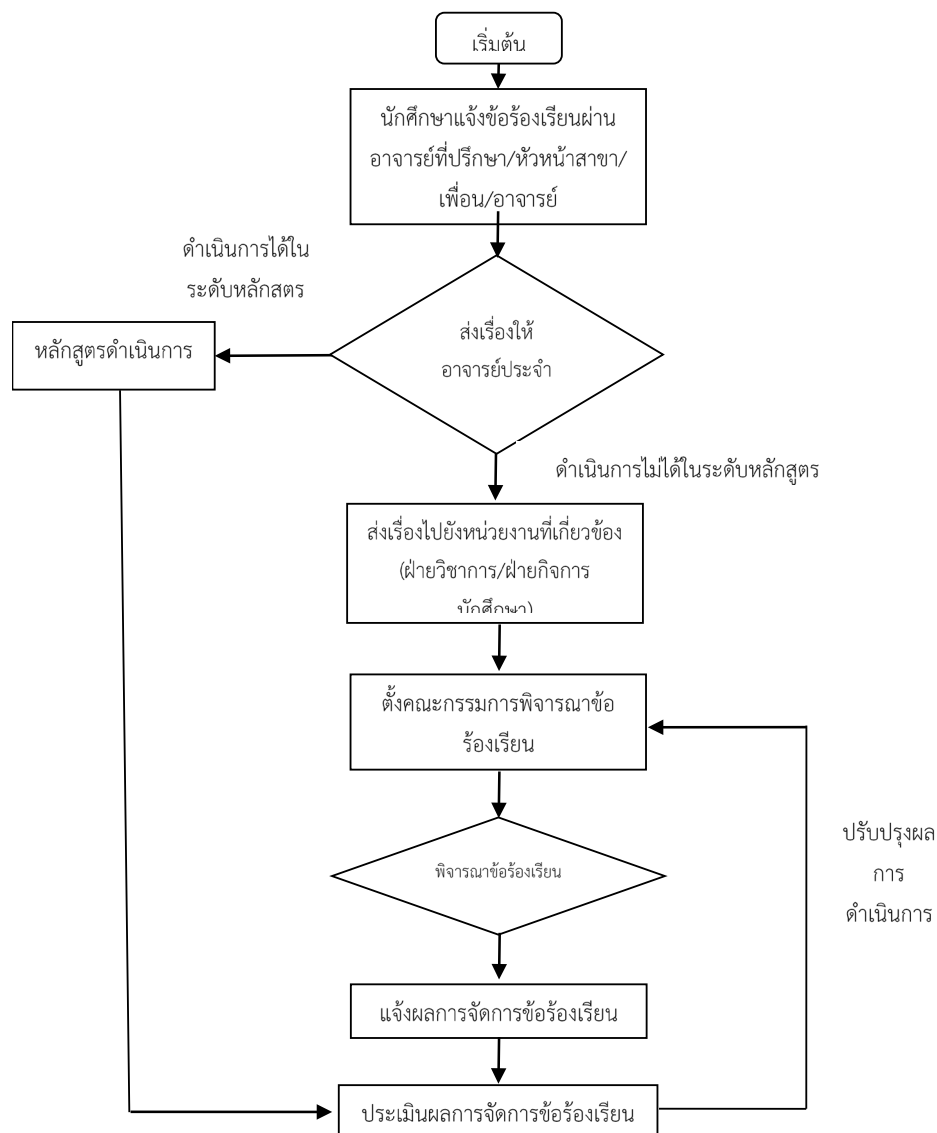 เริ่มต้น
นักศึกษาแจ้งข้อร้องเรียนผ่าน
อาจารย์ที่ปรึกษา/หัวหน้าสาขา/
เพื่อน/อาจารย์
ดำเนินการได้ใน
ระดับหลักสูตร
ส่งเรื่องให้
อาจารย์ประจำ
หลักสูตรดำเนินการ
ดำเนินการไม่ได้ในระดับหลักสูตร
ส่งเรื่องไปยังหน่วยงานที่เกี่ยวข้อง
(ฝ่ายวิชาการ/ฝ่ายกิจการ
นักศึกษา)
ตั้งคณะกรรมการพิจารณาข้อ
ร้องเรียน
พิจารณาข้อร้องเรียน
ปรับปรุงผล
การ
ดำเนินการ
แจ้งผลการจัดการข้อร้องเรียน
ประเมินผลการจัดการข้อร้องเรียน